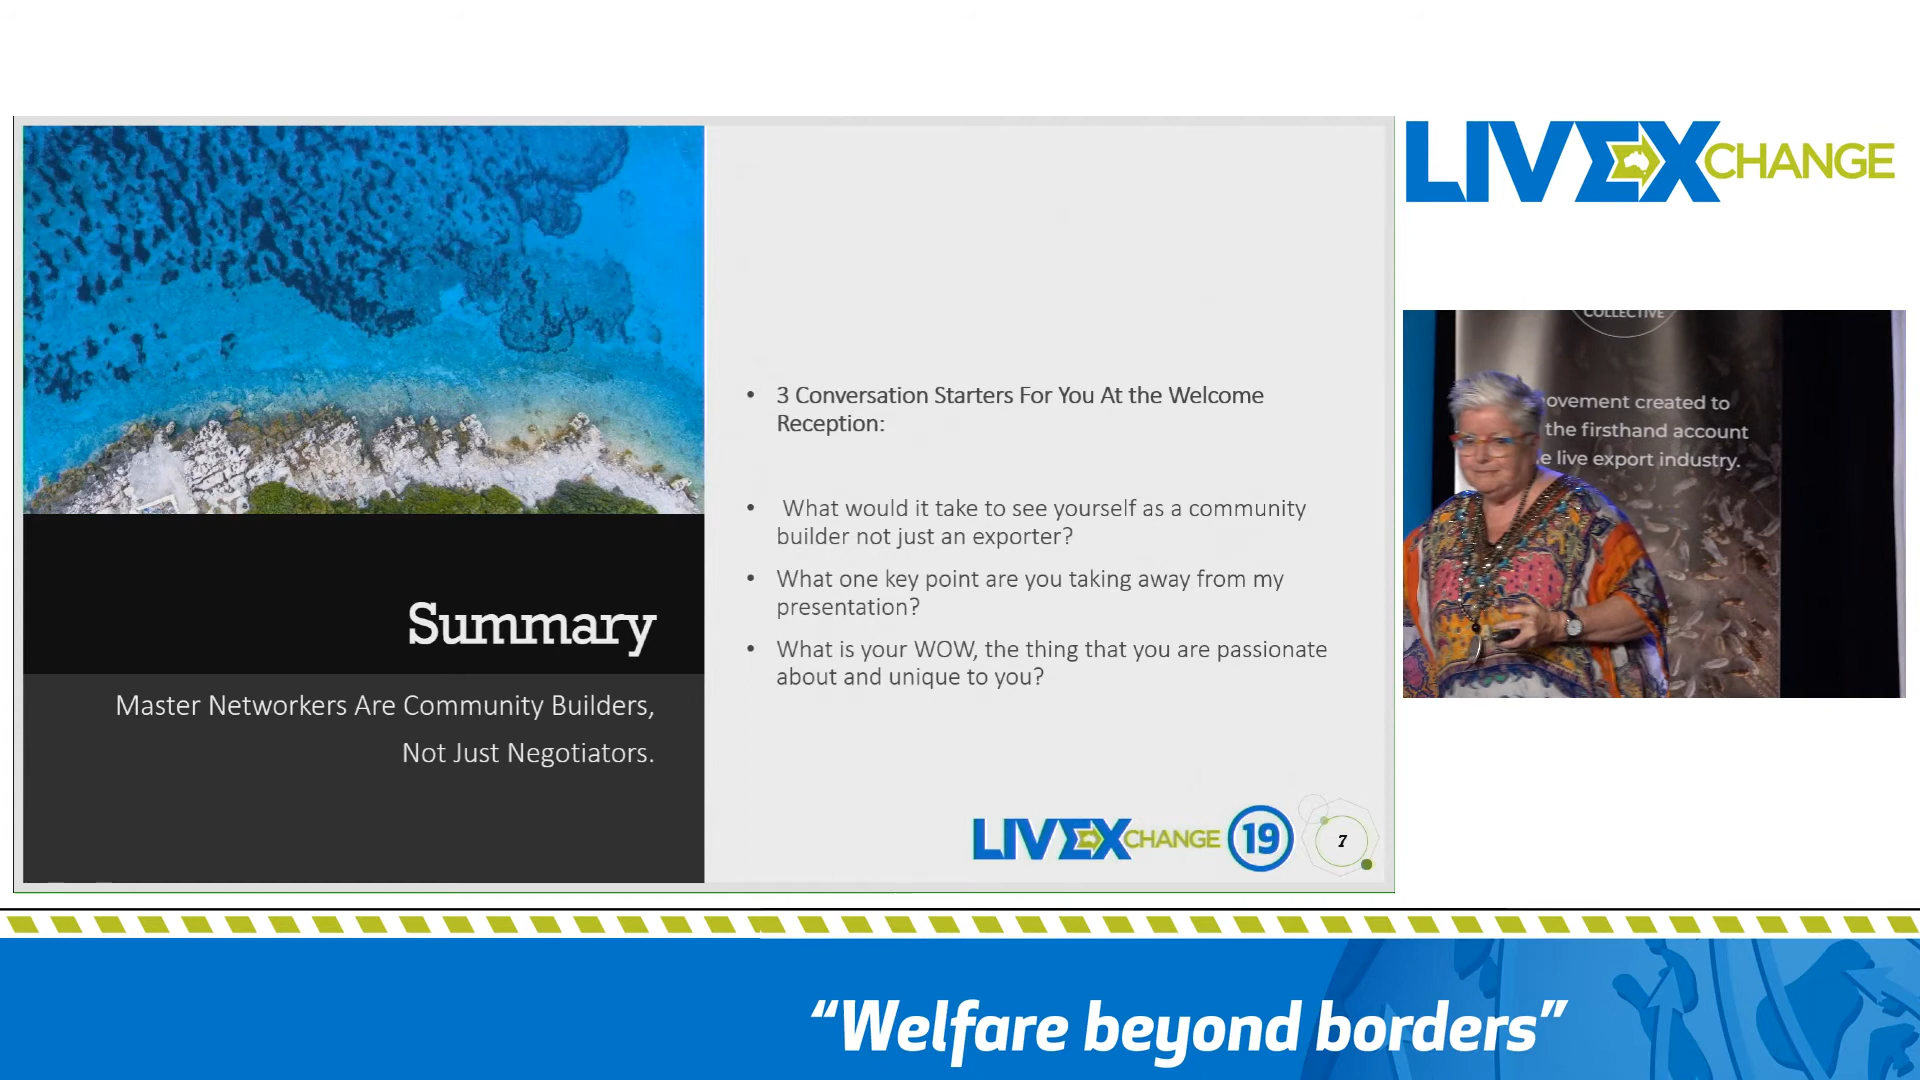 LIVEXCHANGE
Summary
Master Networkers Are Community Builders,
Not Just Negotiators.
• 3 Conversation Starters For You At the Welcome
Reception:
• What would it take to see yourself as a community
builder not just an exporter?
• What one key point are you taking away from my
presentation?
• What is your WOW, the thing that you are passionate
about and unique to you?
LIVEXCHANGE 19
7
COLLECTIVE
ovement created to
the firsthand account
e live export industry.
“Welfare beyond borders”